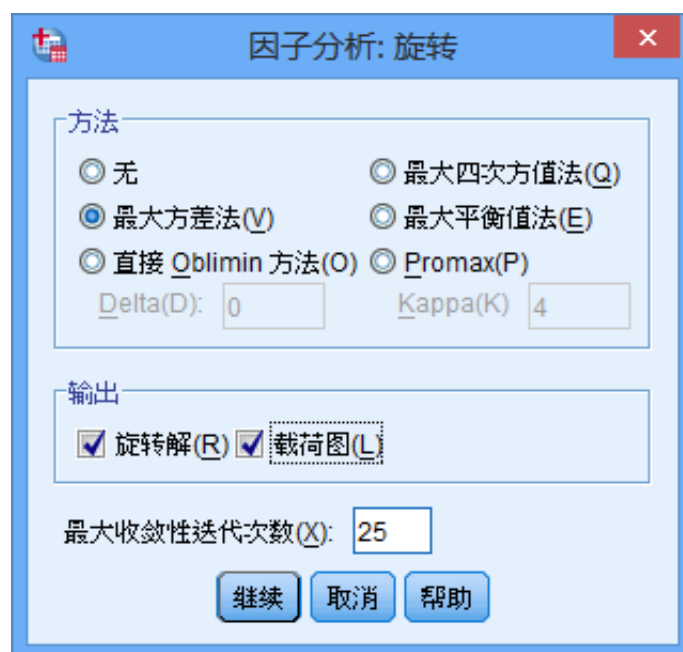 因子分析: 旋转
方法
无
最大四次方值法(Q)
最大方差法(V)
最大平衡值法(E)
直接 Oblimin 方法(O)
Promax(P)
Delta(D): 0
Kappa(K) 4
输出
旋转解(R) 载荷图(L)
最大收敛性迭代次数(X): 25
继续 取消 帮助